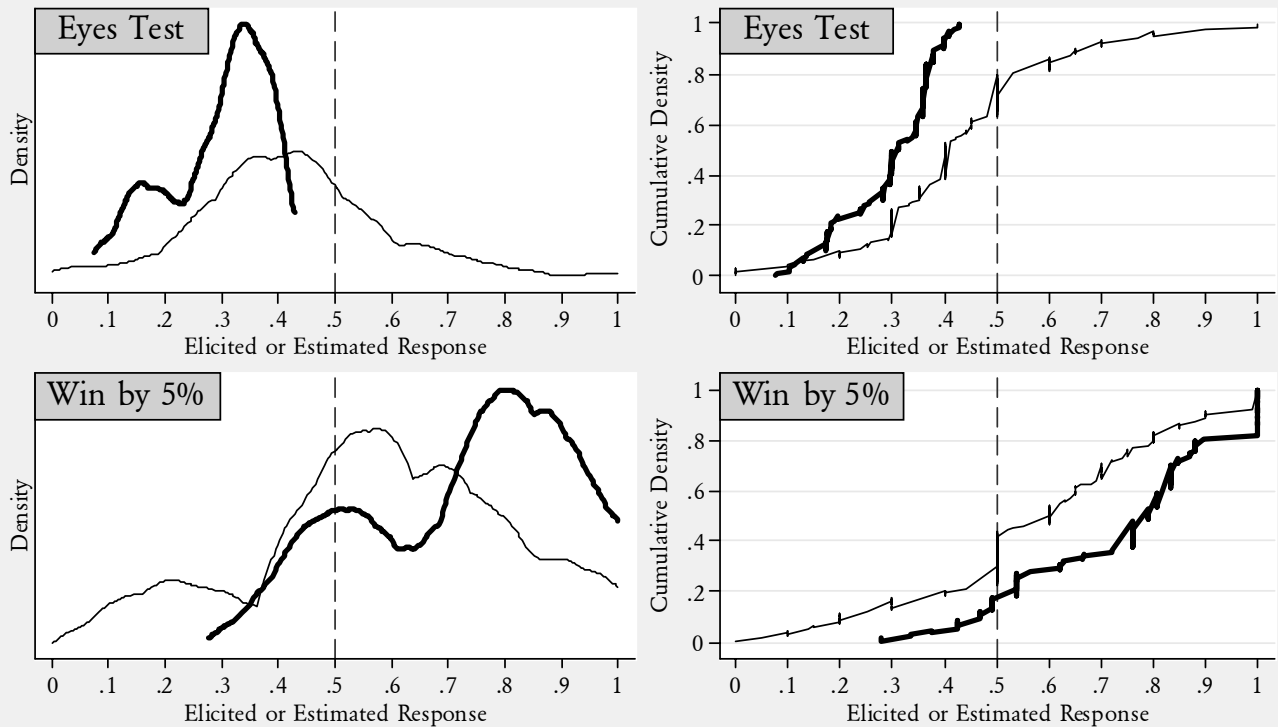 Eyes Test
Density
0 .1 .2 .3 .4 .5 .6 .7 .8 .9 1
Elicited or Estimated Response
Eyes Test
Cumulative Density
1
.8
.6
.4
.2
0
0 .1 .2 .3 .4 .5 .6 .7 .8 .9 1
Elicited or Estimated Response
Win by 5%
Density
0 .1 .2 .3 .4 .5 .6 .7 .8 .9 1
Elicited or Estimated Response
Win by 5%
Cumulative Density
1
.8
.6
.4
.2
0
0 .1 .2 .3 .4 .5 .6 .7 .8 .9 1
Elicited or Estimated Response